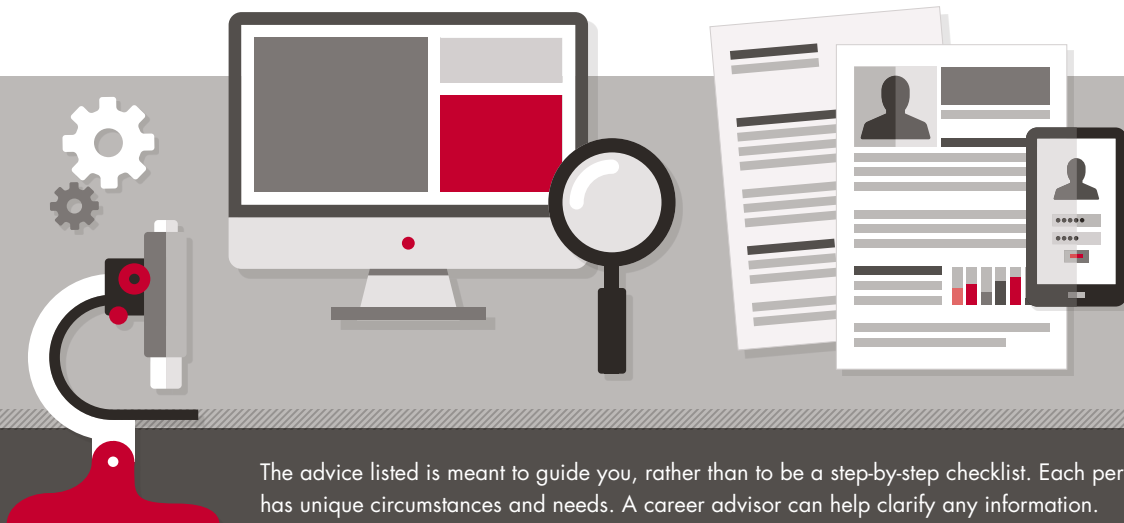 The advice listed is meant to guide you, rather than to be a step-by-step checklist. Each per
has unique circumstances and needs. A career advisor can help clarify any information.